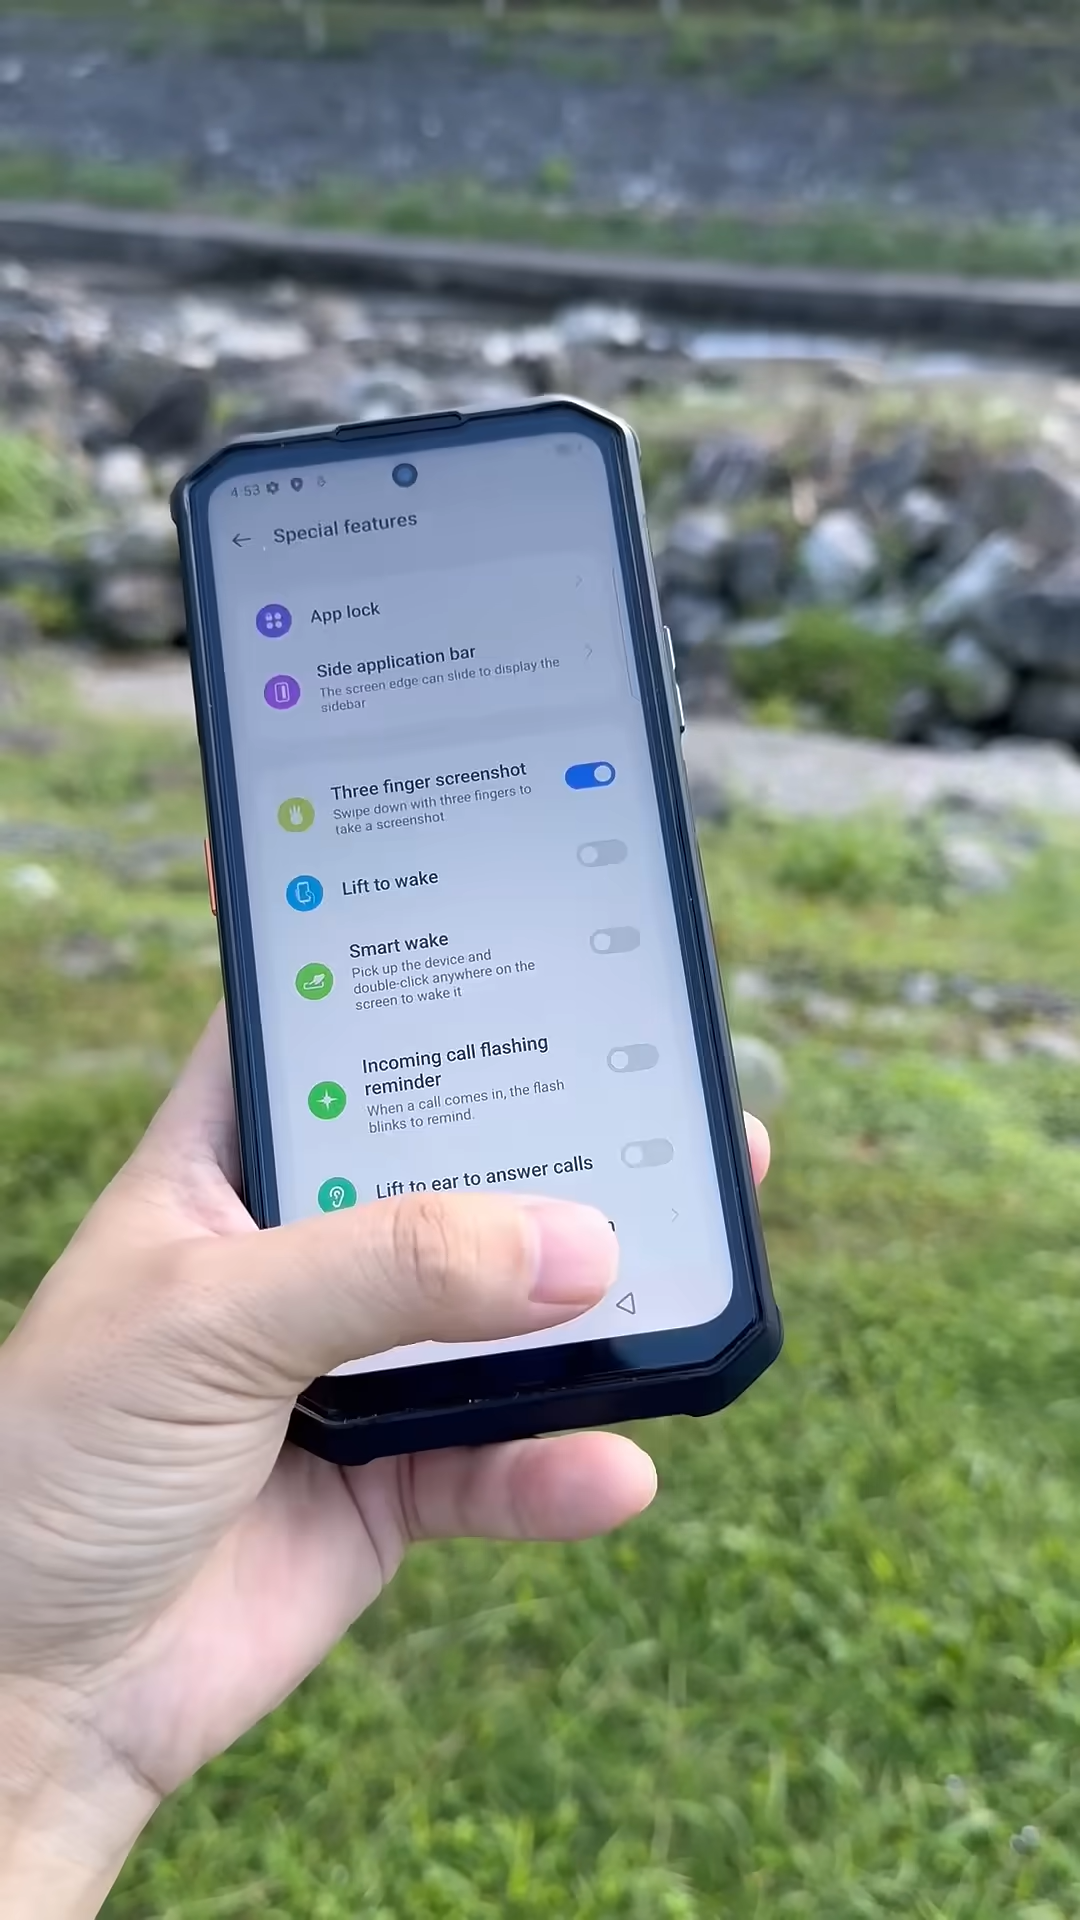 4:53
Special features
App lock
Side application bar
The screen edge can slide to display the
sidebar
Three finger screenshot
Swipe down with three fingers to
take a screenshot
Lift to wake
Smart wake
Pick up the device and
double-click anywhere on the
screen to wake it
Incoming call flashing
reminder
When a call comes in, the flash
blinks to remind.
Lift to ear to answer calls